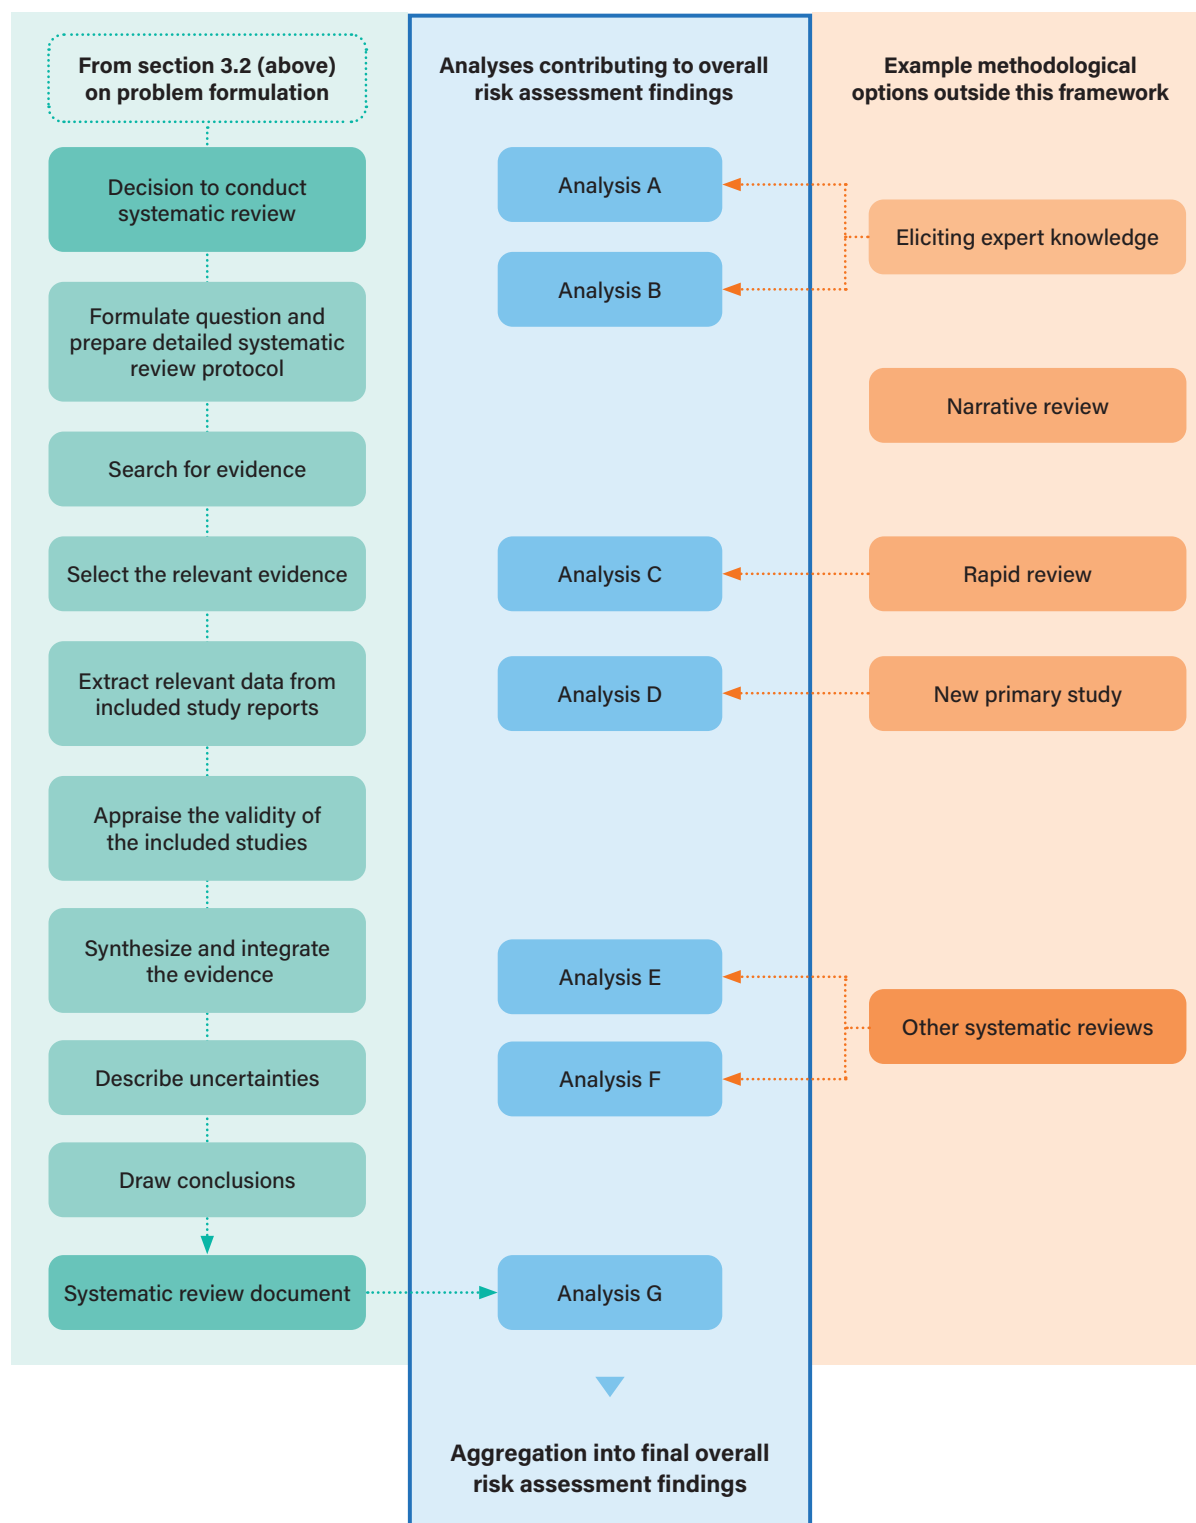 From section 3.2 (above)
on problem formulation
Decision to conduct
systematic review
Formulate question and
prepare detailed systematic
review protocol
Search for evidence
Select the relevant evidence
Extract relevant data from
included study reports
Appraise the validity of
the included studies
Synthesize and integrate
the evidence
Describe uncertainties
Draw conclusions
Systematic review document
Analyses contributing to overall
risk assessment findings
Analysis A
Analysis B
Analysis C
Analysis D
Analysis E
Analysis F
Analysis G
Aggregation into final overall
risk assessment findings
Example methodological
options outside this framework
Eliciting expert knowledge
Narrative review
Rapid review
New primary study
Other systematic reviews